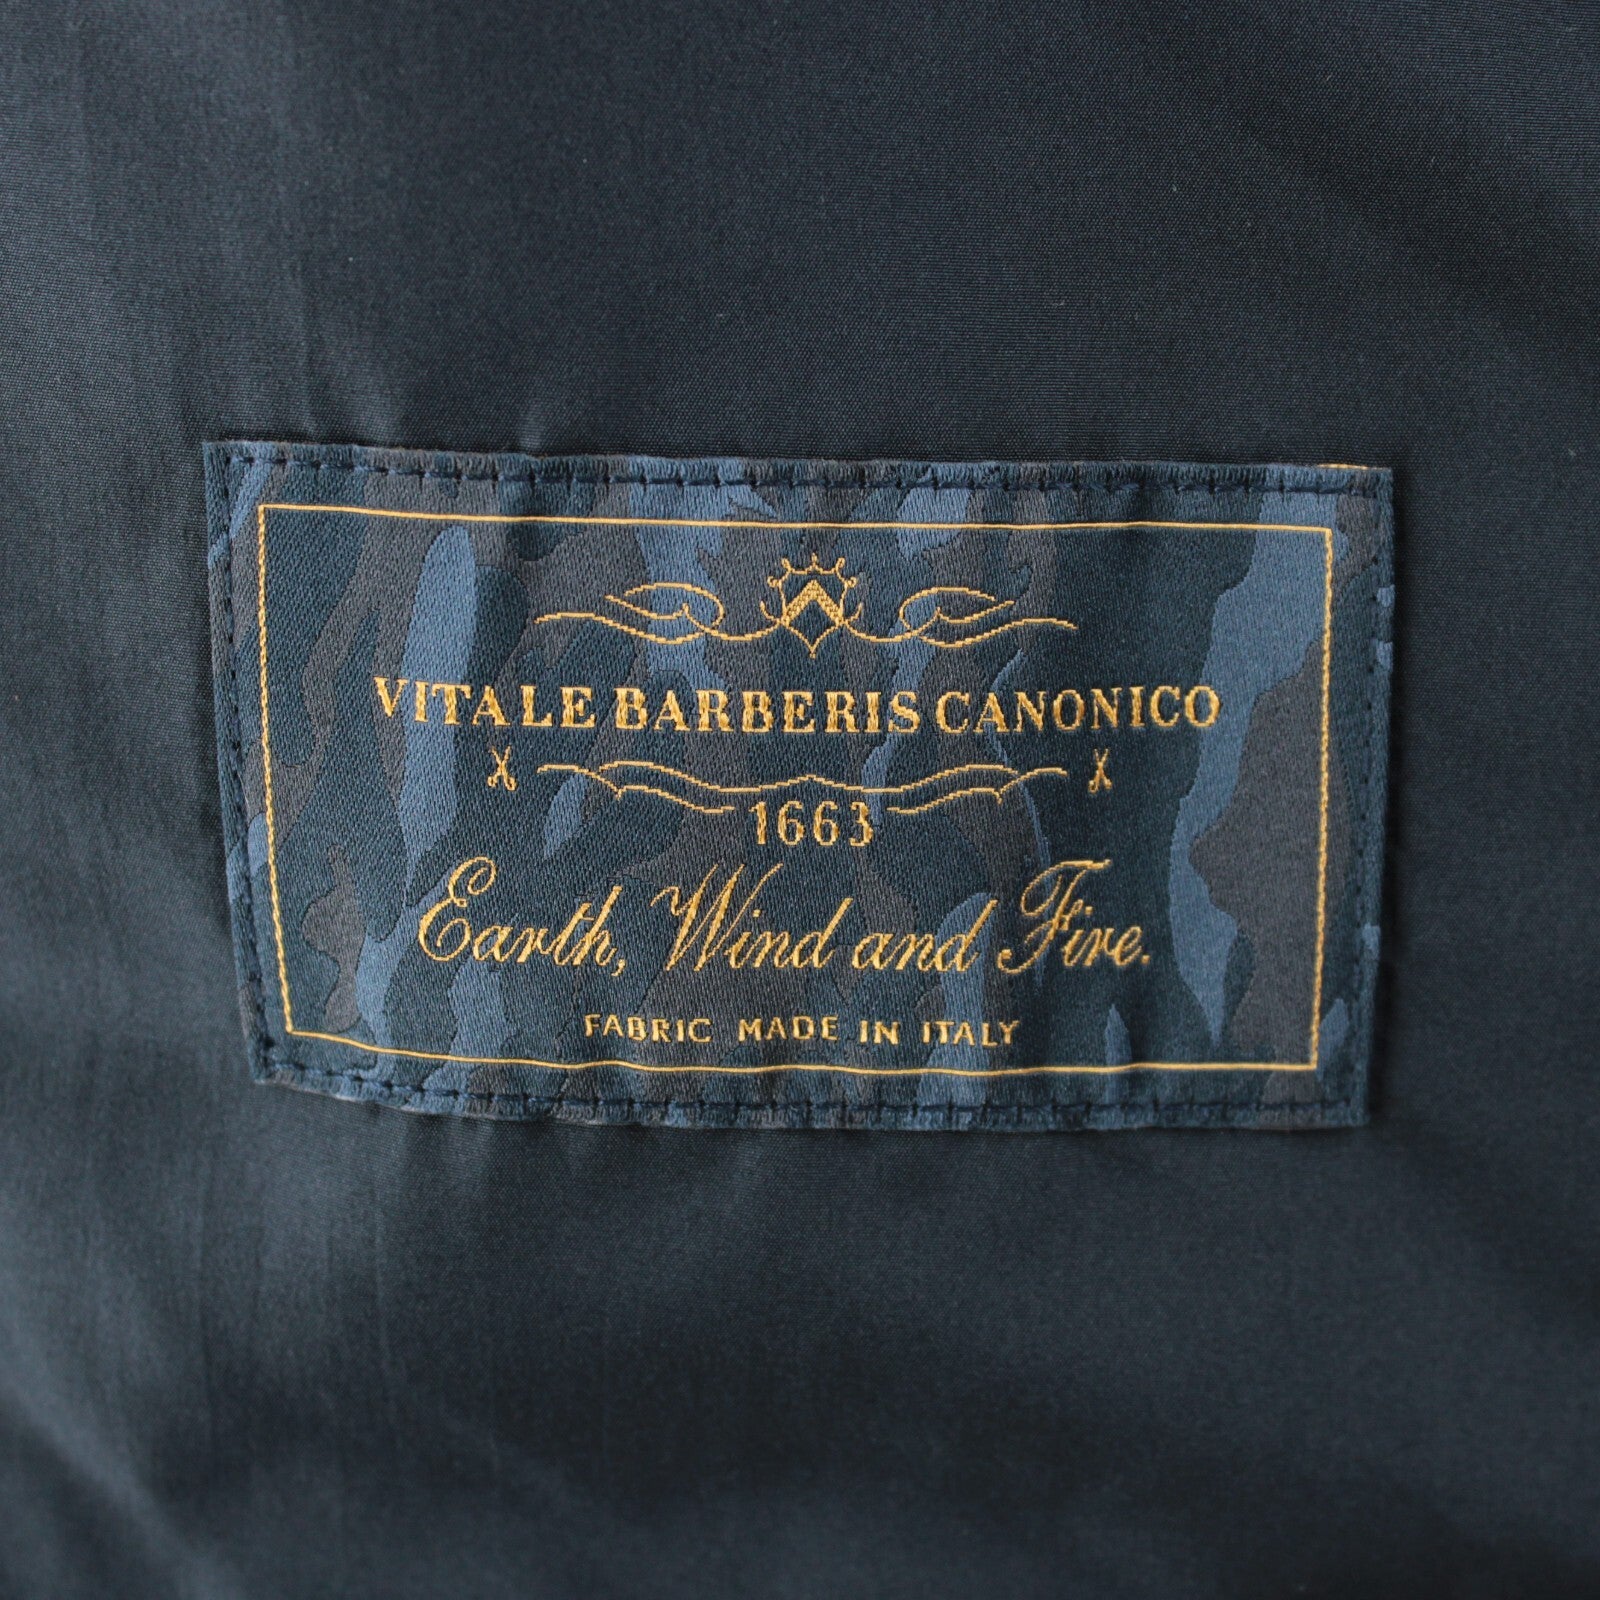 VITALE BARBERIS CANONICO
1663
Earth, Wind and Fire.
FABRIC MADE IN ITALY